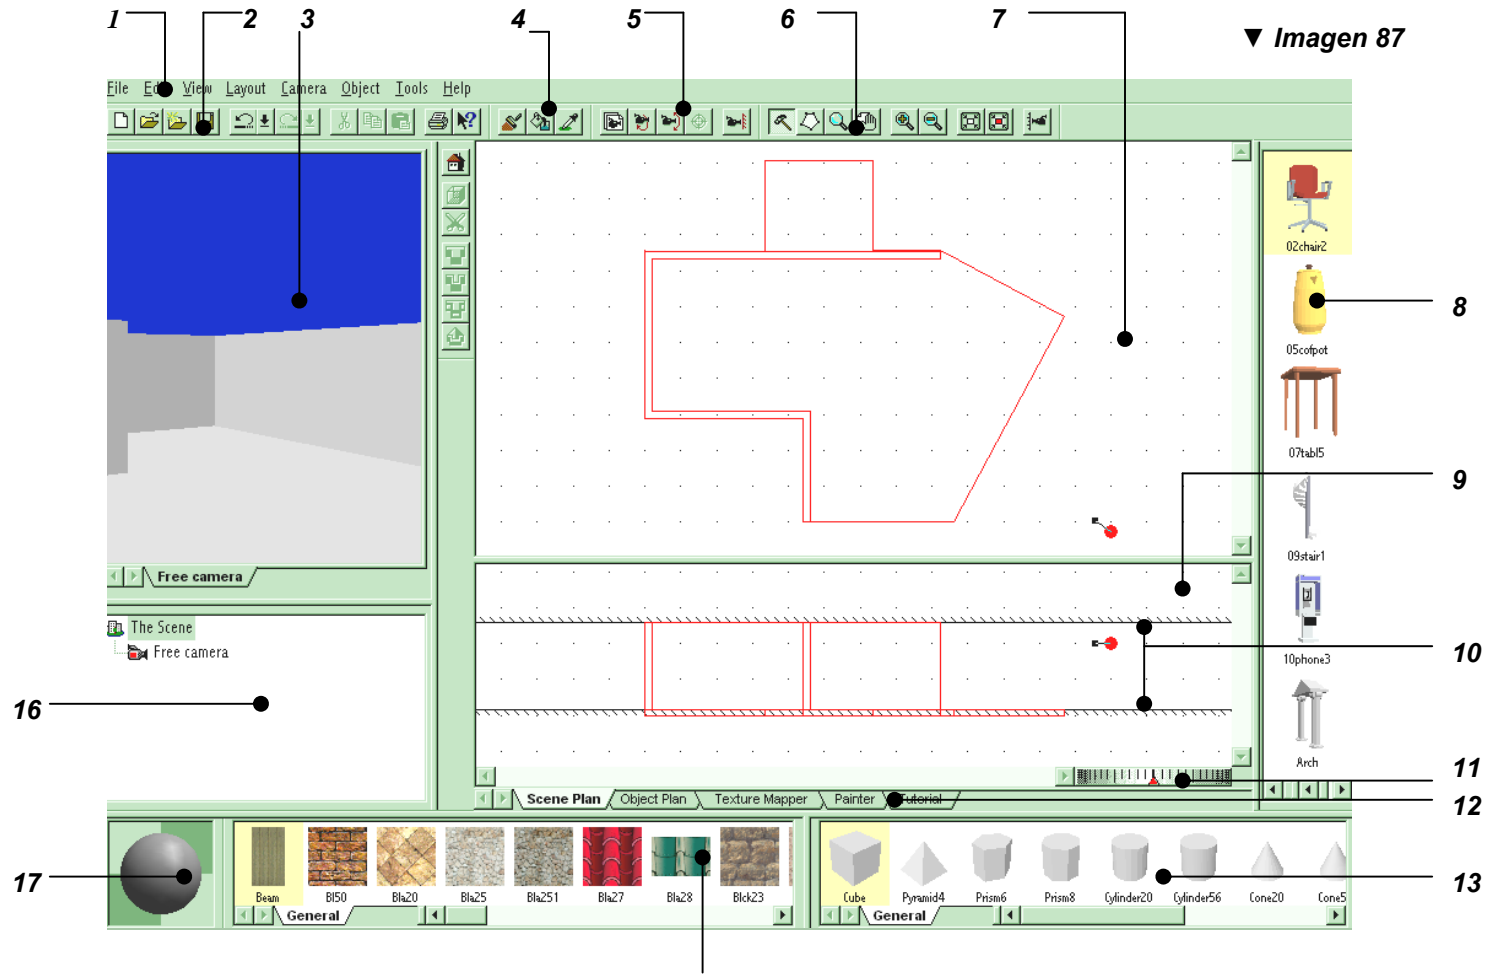 1 2 3 4 5 6 7
▼ Imagen 87
File Edit View Layout Camera Object Tools Help
02chair2
8
05cofpot
07tabl5
9
09stair1
Free camera
The Scene
Free camera
10phone3
10
16
Arch
11
Scene Plan Object Plan Texture Mapper Painter Tutorial
12
17
13
Beam Bl50 Bla20 Bla25 Bla251 Bla27 Bla28 Blck23
Cube Pyramid4 Prism6 Prism8 Cylinder20 Cylinder56 Cone20 Cone5
General
General